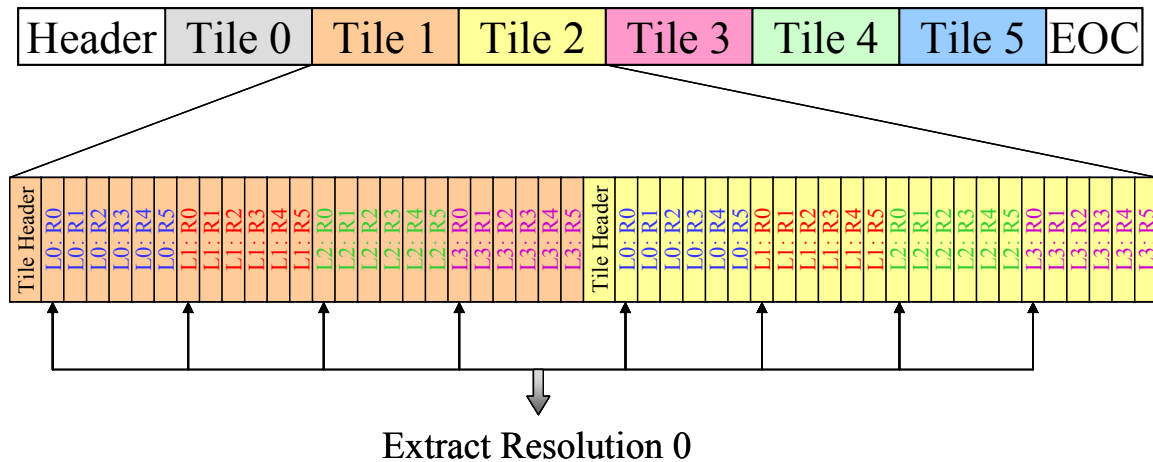 Header Tile 0 Tile 1 Tile 2 Tile 3 Tile 4 Tile 5 EOC
Tile Header
L0: R0
L0: R1
L0: R2
L0: R3
L0: R4
L0: R5
L1: R0
L1: R1
L1: R2
L1: R3
L1: R4
L1: R5
L2: R0
L2: R1
L2: R2
L2: R3
L2: R4
L2: R5
L3: R0
L3: R1
L3: R2
L3: R3
L3: R4
L3: R5
Tile Header
L0: R0
L0: R1
L0: R2
L0: R3
L0: R4
L0: R5
L1: R0
L1: R1
L1: R2
L1: R3
L1: R4
L1: R5
L2: R0
L2: R1
L2: R2
L2: R3
L2: R4
L2: R5
L3: R0
L3: R1
L3: R2
L3: R3
L3: R4
L3: R5
Extract Resolution 0